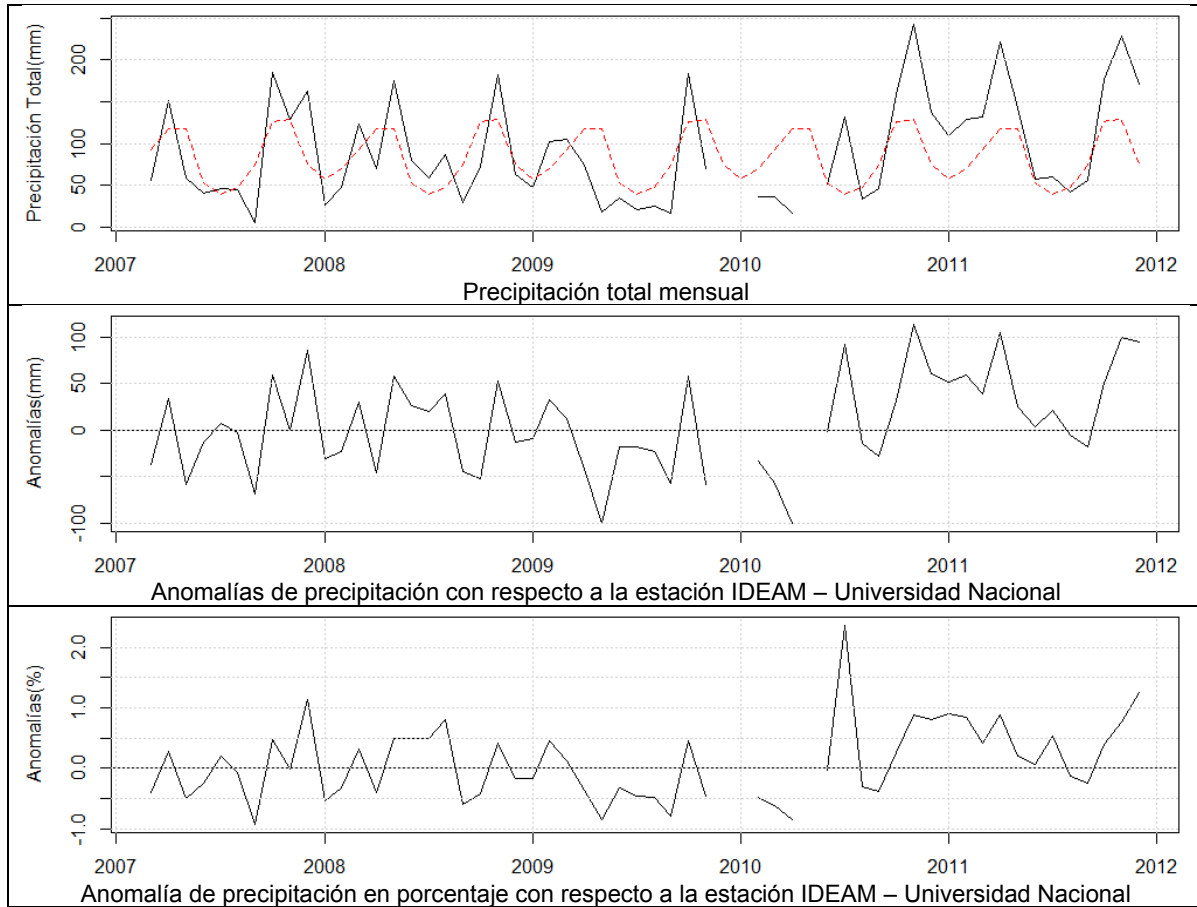 Precipitación Total(mm)
200
100
50
0
2007 2008 2009 2010 2011 2012
Precipitación total mensual
Anomalías(mm)
100
50
0
-100
2007 2008 2009 2010 2011 2012
Anomalías de precipitación con respecto a la estación IDEAM – Universidad Nacional
Anomalías(%)
2.0
1.0
0.0
-1.0
2007 2008 2009 2010 2011 2012
Anomalía de precipitación en porcentaje con respecto a la estación IDEAM – Universidad Nacional